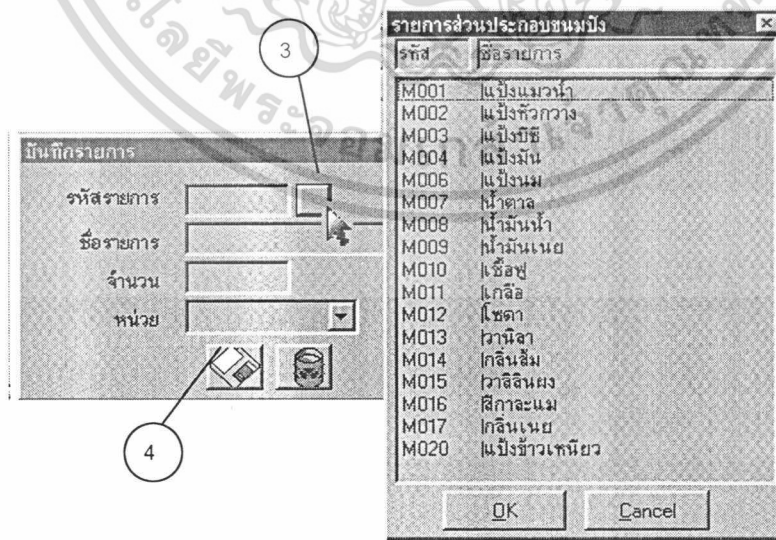 3
บันทึกรายการ
รหัสรายการ
ชื่อรายการ
จำนวน
หน่วย
4
รายการส่วนประกอบขนมปัง
รหัส ชื่อรายการ
M001 แป้งแมวน้ำ
M002 แป้งหัวกวาง
M003 แป้งบิซิ
M004 แป้งมัน
M006 แป้งนม
M007 น้ำตาล
M008 น้ำมันน้ำ
M009 น้ำมันเนย
M010 เชื้อฟู
M011 เกลือ
M012 โซดา
M013 วานิลา
M014 กลิ่นส้ม
M015 วาลิลินผง
M016 สีกาละแม
M017 กลิ่นเนย
M020 แป้งข้าวเหนียว
OK Cancel